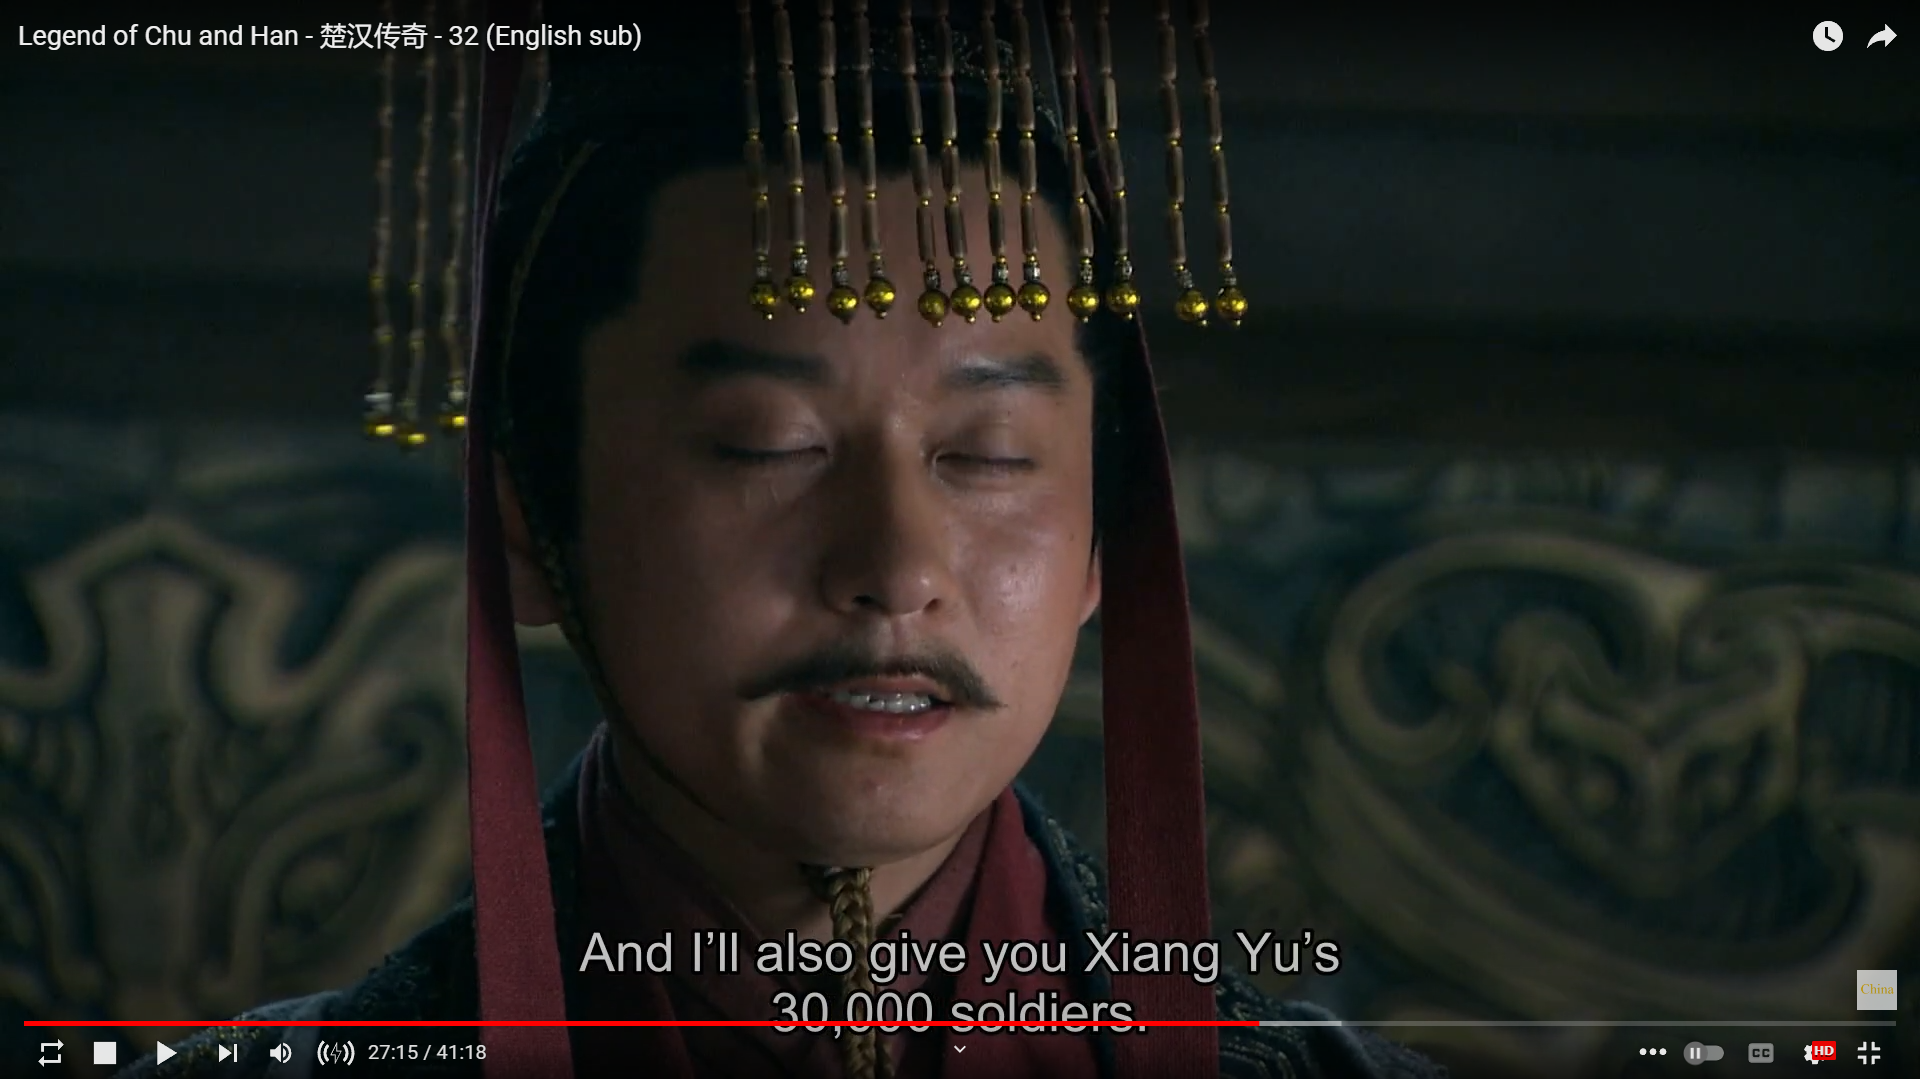 Legend of Chu and Han - 楚汉传奇 - 32 (English sub)
And I’ll also give you Xiang Yu’s
30,000 soldiers.
China
27:15 / 41:18
CC
HD